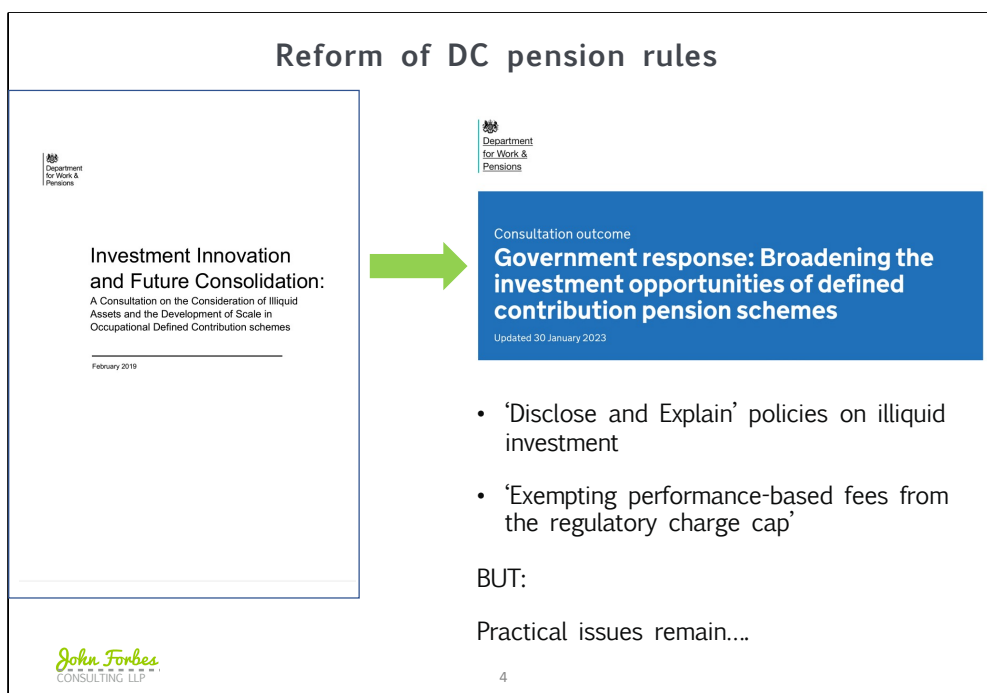 Reform of DC pension rules
Department
for Work &
Pensions
Investment Innovation
and Future Consolidation:
A Consultation on the Consideration of Illiquid
Assets and the Development of Scale in
Occupational Defined Contribution schemes
February 2019
Department
for Work &
Pensions
Consultation outcome
Government response: Broadening the
investment opportunities of defined
contribution pension schemes
Updated 30 January 2023
• ‘Disclose and Explain’ policies on illiquid
investment
• ‘Exempting performance-based fees from
the regulatory charge cap’
BUT:
Practical issues remain….
John Forbes
CONSULTING LLP
4